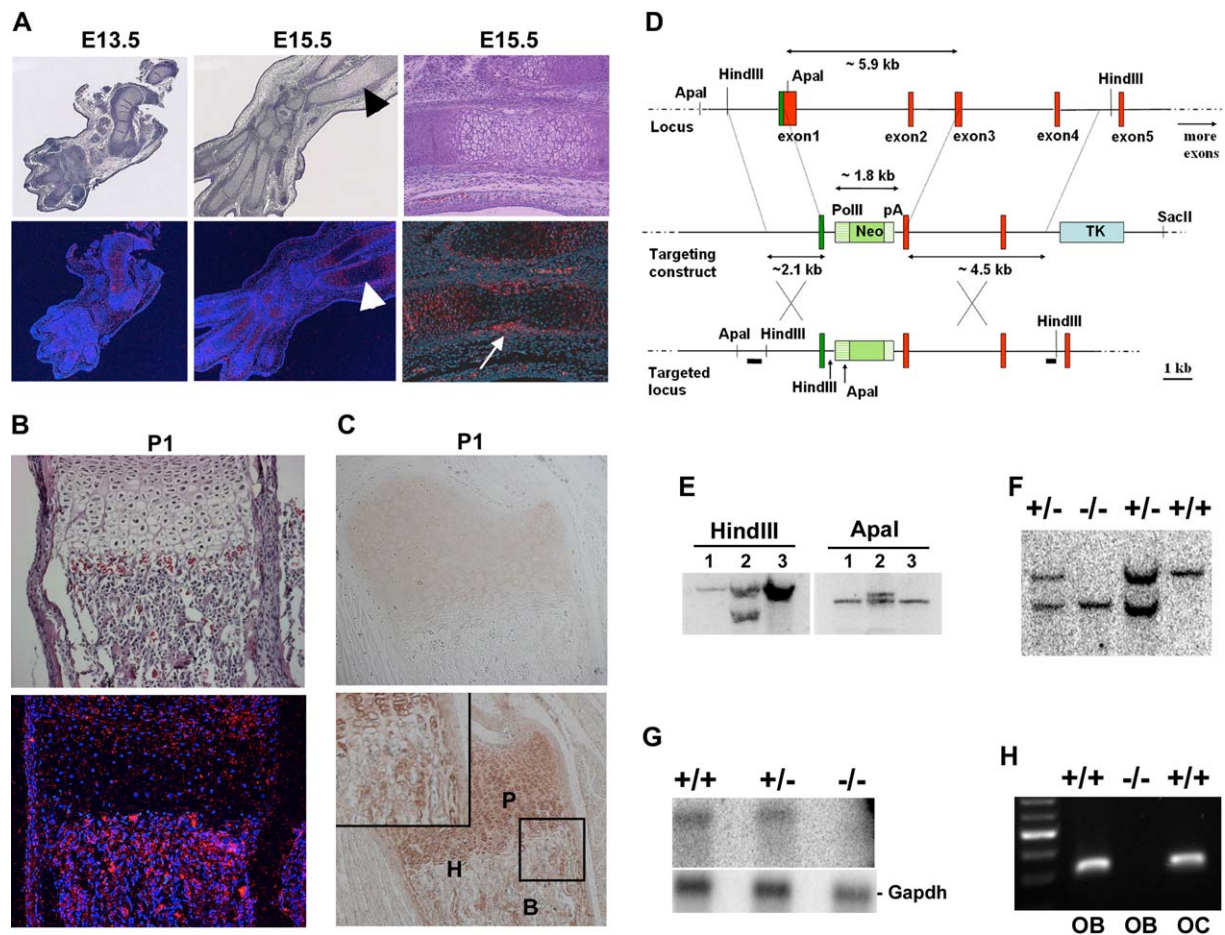 A
E13.5 E15.5 E15.5
D
~ 5.9 kb
ApaI HindIII ApaI HindIII
Locus exon1 exon2 exon3 exon4 exon5 more
exons
~ 1.8 kb
PolII pA
Neo TK SacII
Targeting
construct
~2.1 kb ~ 4.5 kb
ApaI HindIII HindIII
Targeted
locus
HindIII ApaI
1 kb
B
P1
C
P1
P
H
B
E
HindIII ApaI
1 2 3 1 2 3
F
+/- -/- +/- +/+
G
+/+ +/- -/-
- Gapdh
H
+/+ -/- +/+
OB OB OC